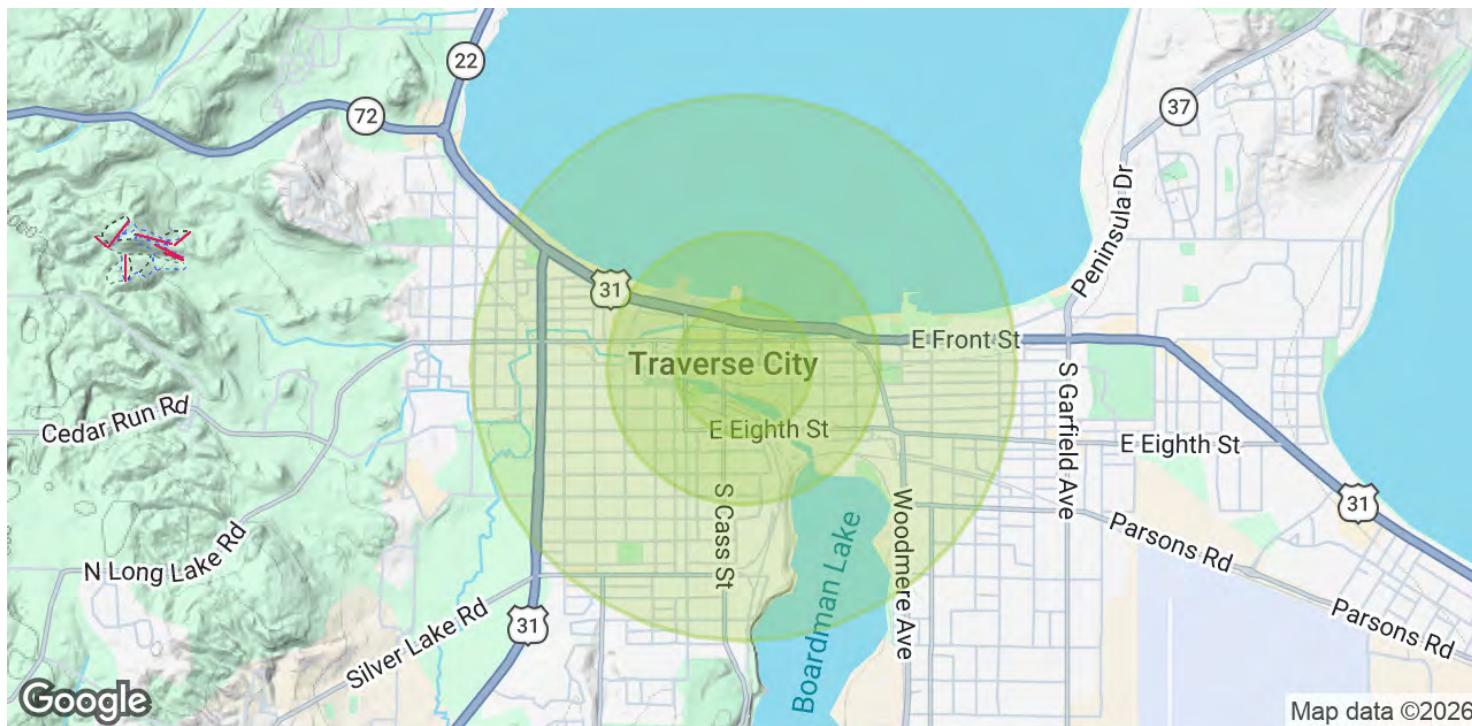 22
72
37
Peninsula Dr
31
E Front St
Traverse City
S Garfield Ave
Cedar Run Rd
E Eighth St
E Eighth St
S Cass St
Woodmere Ave
31
Parsons Rd
N Long Lake Rd
Boardman Lake
Silver Lake Rd
31
Parsons Rd
Google
Map data ©2026